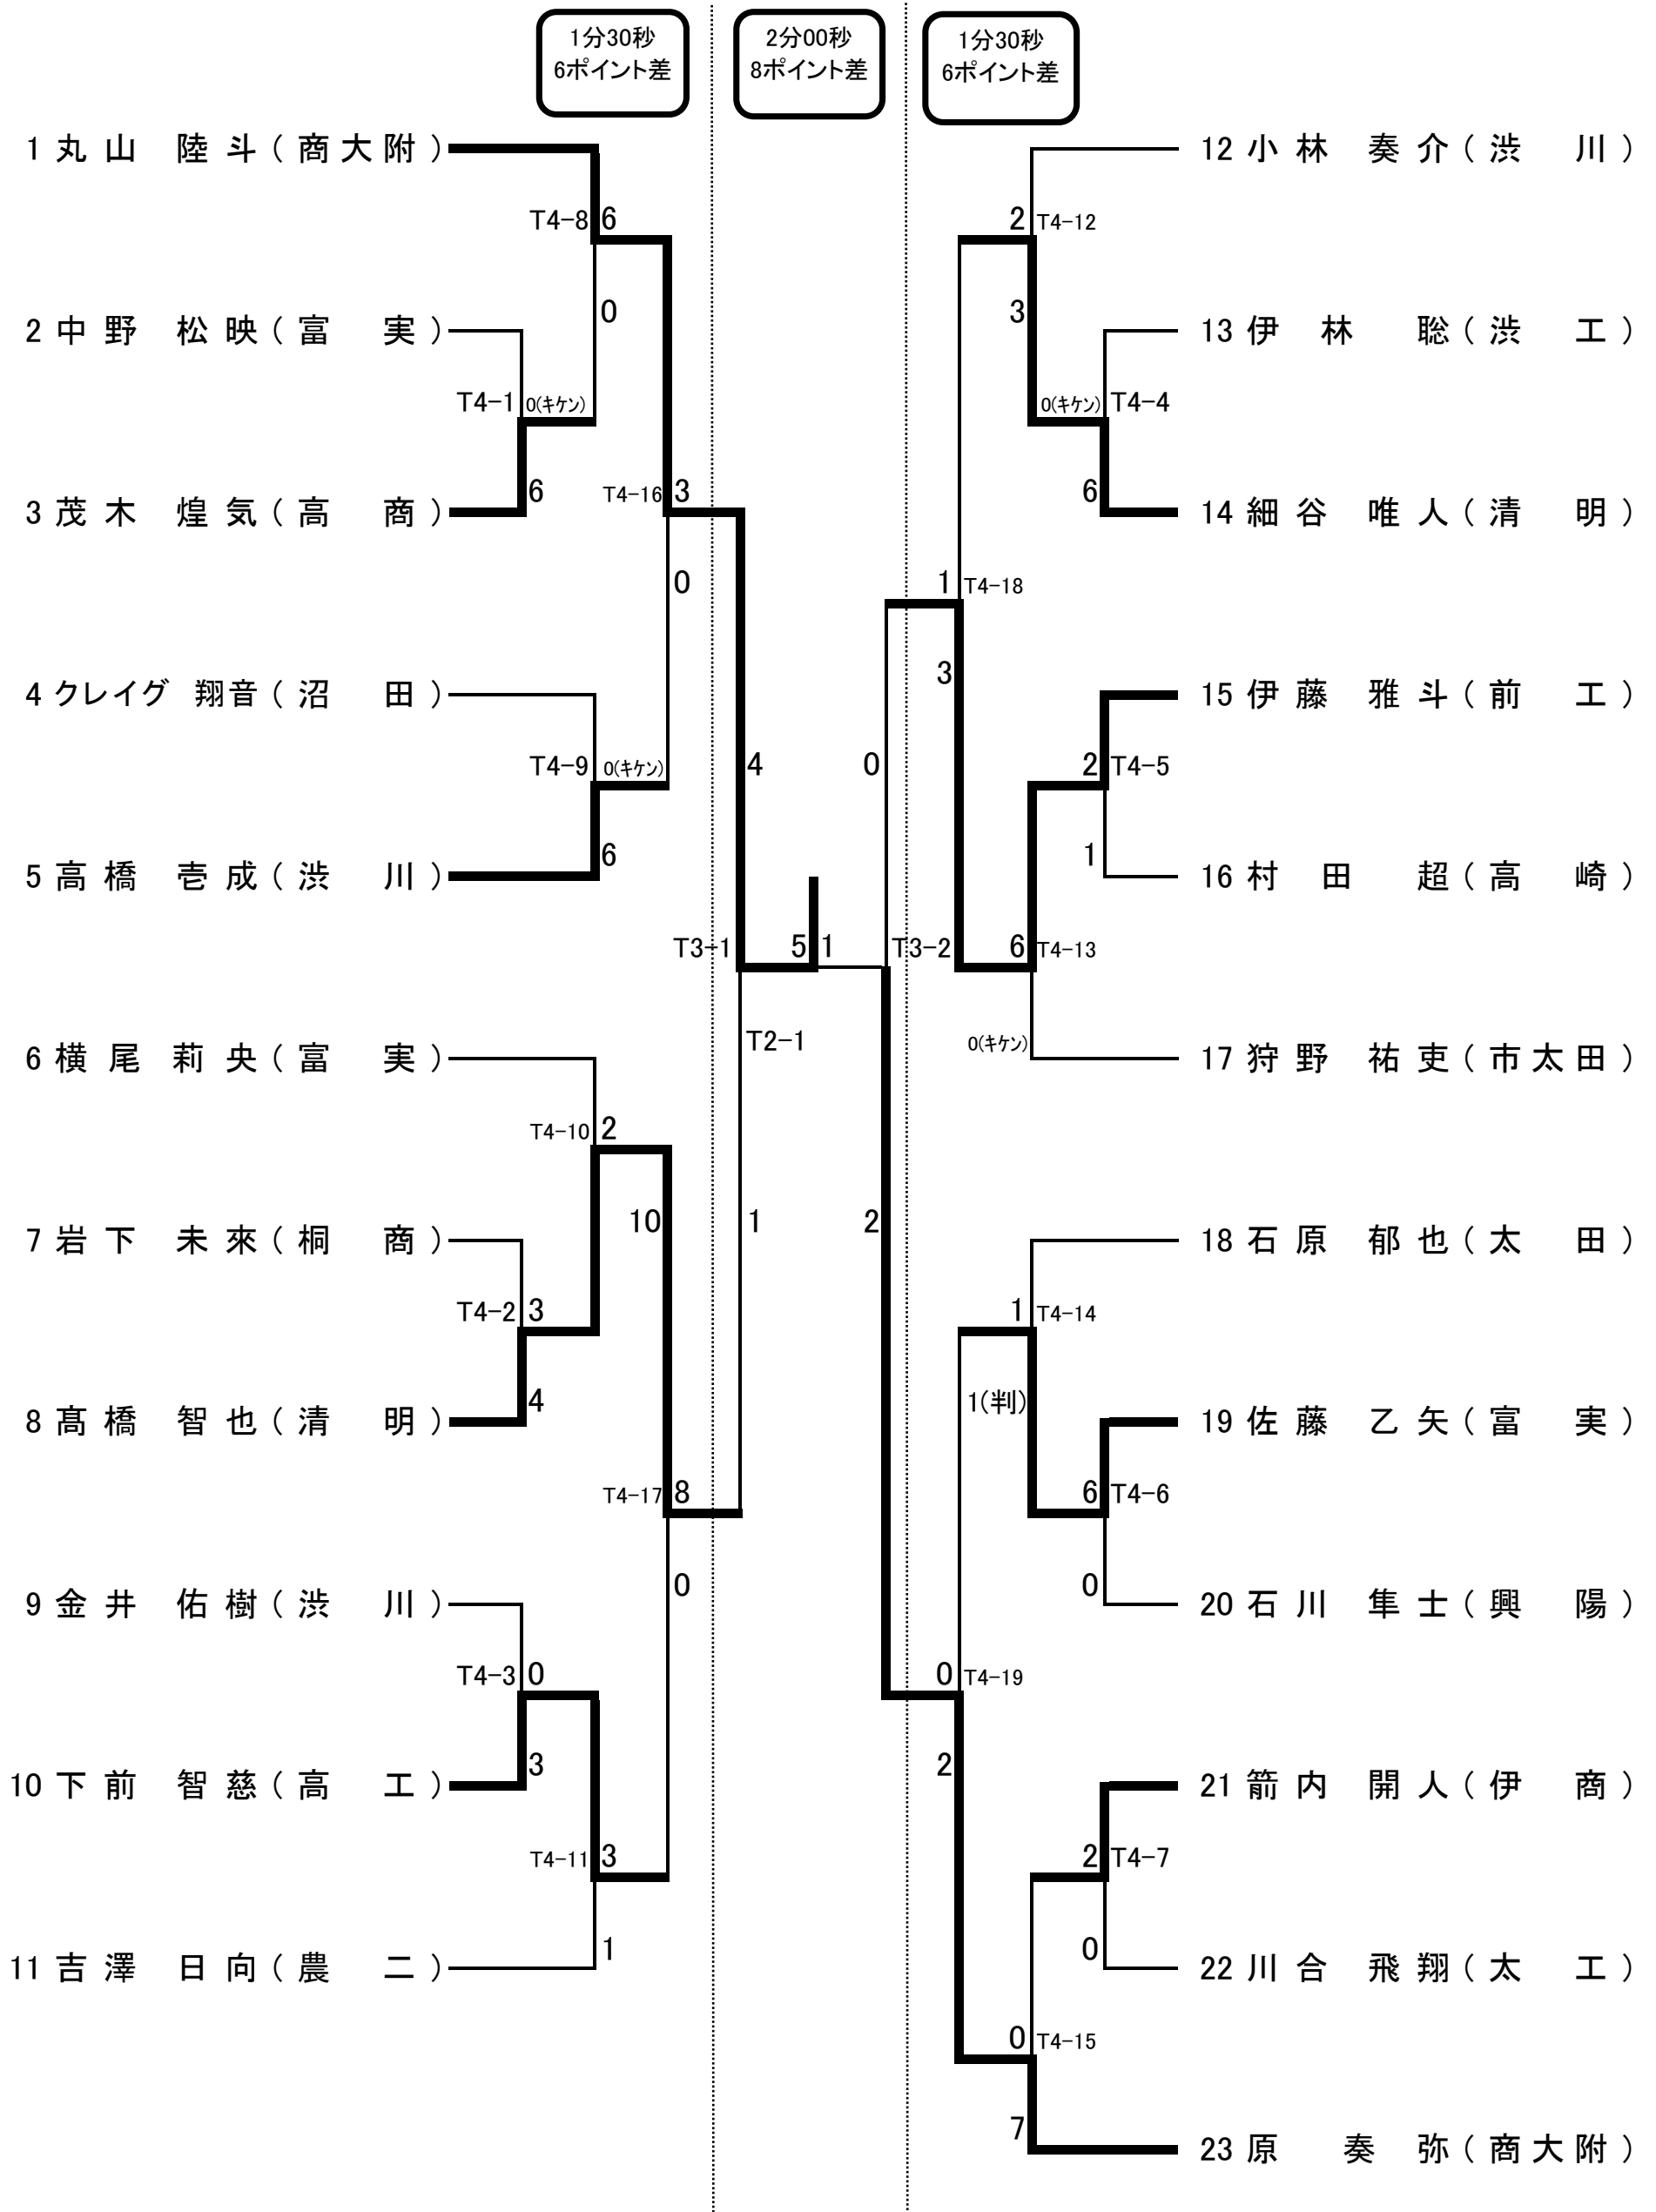 1分30秒
6ポイント差
2分00秒
8ポイント差
1分30秒
6ポイント差
1 丸山 陸斗(商大附)
T4-8 6
0
2 中野 松映(富 実)
T4-1 0(キケン)
6
3 茂木 煌気(高 商)
T4-16 3
0
4 クレイグ 翔音(沼 田)
T4-9 0(キケン)
6
5 高橋 壱成(渋 川)
4
T3-1
5 1
T2-1
6 横尾 莉央(富 実)
T4-10 2
10
7 岩下 未來(桐 商)
T4-2 3
4
8 髙橋 智也(清 明)
1
T4-17 8
0
9 金井 佑樹(渋 川)
T4-3 0
3
10 下前 智慈(高 工)
T4-11 3
1
11 吉澤 日向(農 二)
12 小林 奏介(渋 川)
2 T4-12
3
13 伊林 聡(渋 工)
0(キケン) T4-4
6
14 細谷 唯人(清 明)
1 T4-18
3
15 伊藤 雅斗(前 工)
2 T4-5
1
16 村田 超(高 崎)
0
T3-2
6 T4-13
0(キケン)
17 狩野 祐吏(市太田)
2
18 石原 郁也(太 田)
1 T4-14
1(判)
19 佐藤 乙矢(富 実)
6 T4-6
0
20 石川 隼士(興 陽)
0 T4-19
2
21 箭内 開人(伊 商)
2 T4-7
0
22 川合 飛翔(太 工)
0 T4-15
7
23 原 奏弥(商大附)